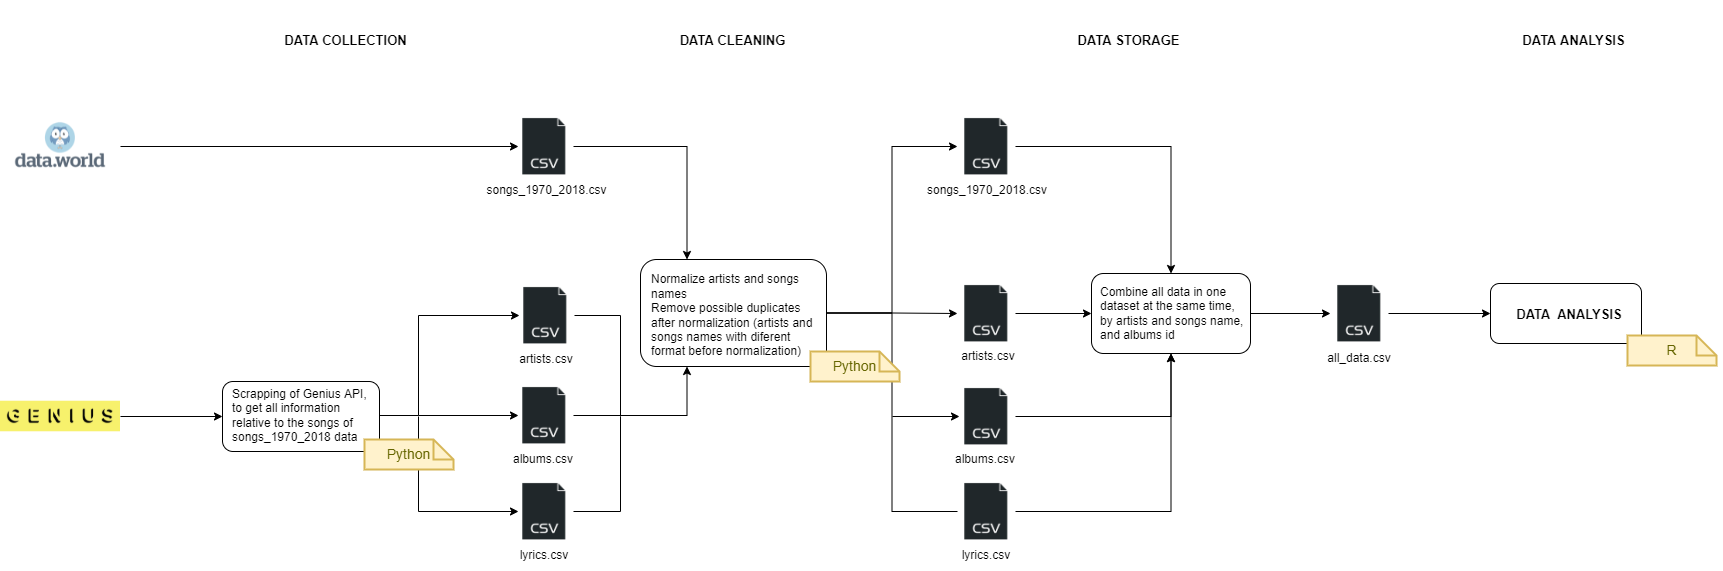 DATA COLLECTION
DATA CLEANING
DATA STORAGE
DATA ANALYSIS
data.world
CSV
songs_1970_2018.csv
CSV
songs_1970_2018.csv
GENIUS
Scrapping of Genius API,
to get all information
relative to the songs of
songs_1970_2018 data
Python
CSV
artists.csv
CSV
albums.csv
CSV
lyrics.csv
Normalize artists and songs
names
Remove possible duplicates
after normalization (artists and
songs names with diferent
format before normalization)
Python
CSV
artists.csv
CSV
albums.csv
CSV
lyrics.csv
Combine all data in one
dataset at the same time,
by artists and songs name,
and albums id
CSV
all_data.csv
DATA ANALYSIS
R